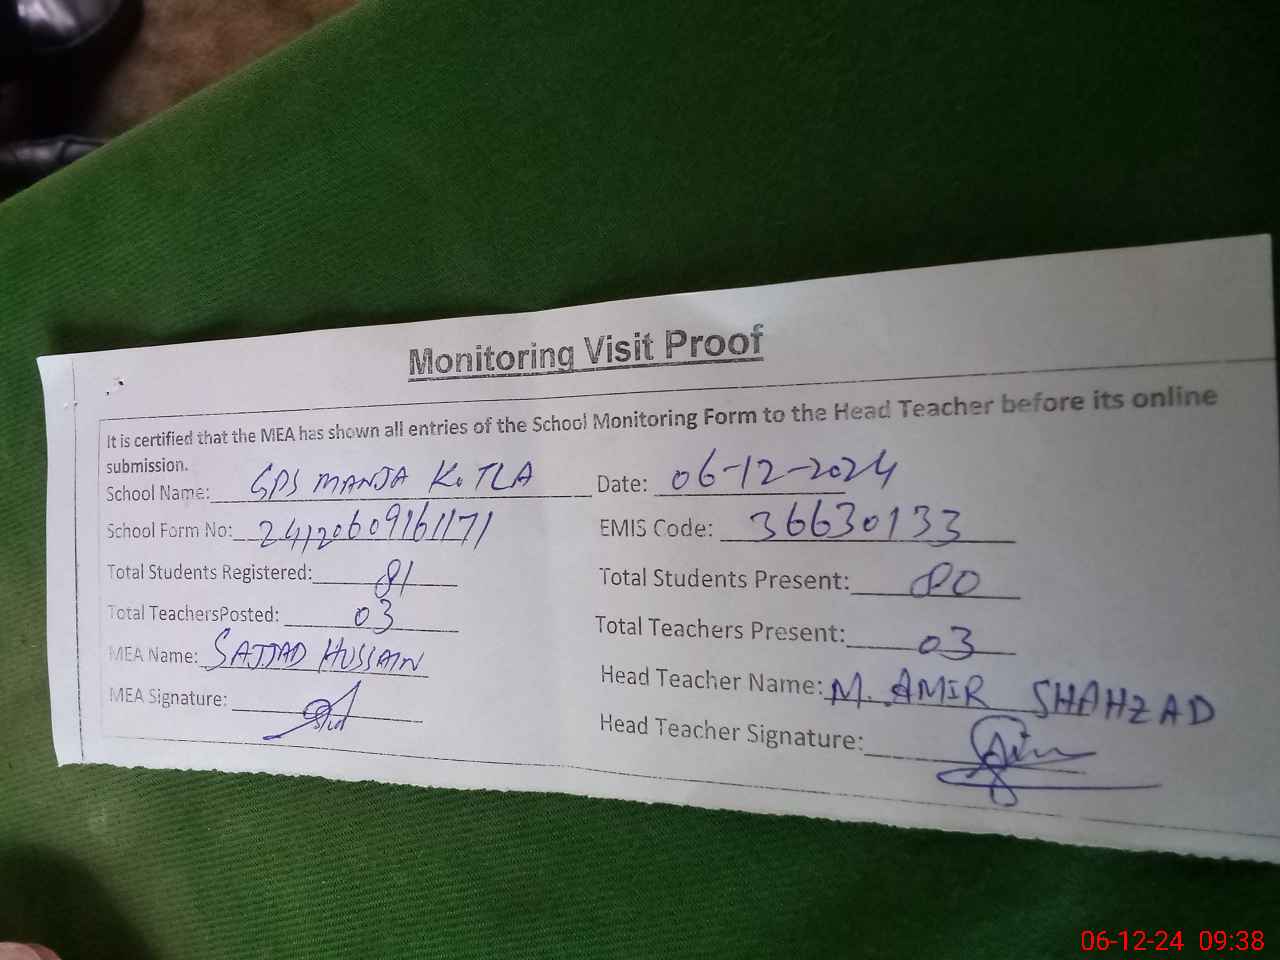 Monitoring Visit Proof
It is certified that the MEA has shown all entries of the School Monitoring Form to the Head Teacher before its online
submission.
School Name: GPS MANJA KOTLA Date: 06-12-2024
School Form No: 24120609161171 EMIS Code: 36630133
Total Students Registered: 81 Total Students Present: 80
Total TeachersPosted: 03 Total Teachers Present: 03
MEA Name: SAJJAD HUSSAIN Head Teacher Name: M. AMIR SHAHZAD
MEA Signature: Head Teacher Signature:
06-12-24 09:38